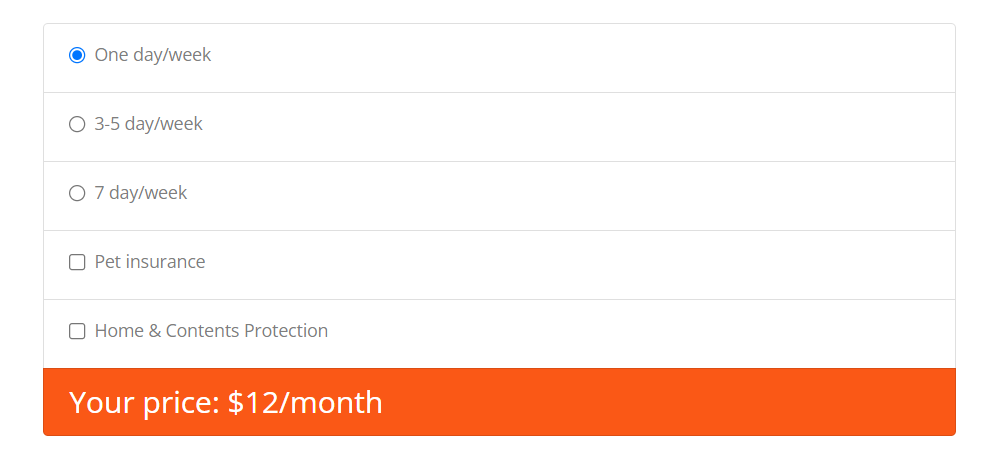 One day/week
3-5 day/week
7 day/week
Pet insurance
Home & Contents Protection
Your price: $12/month